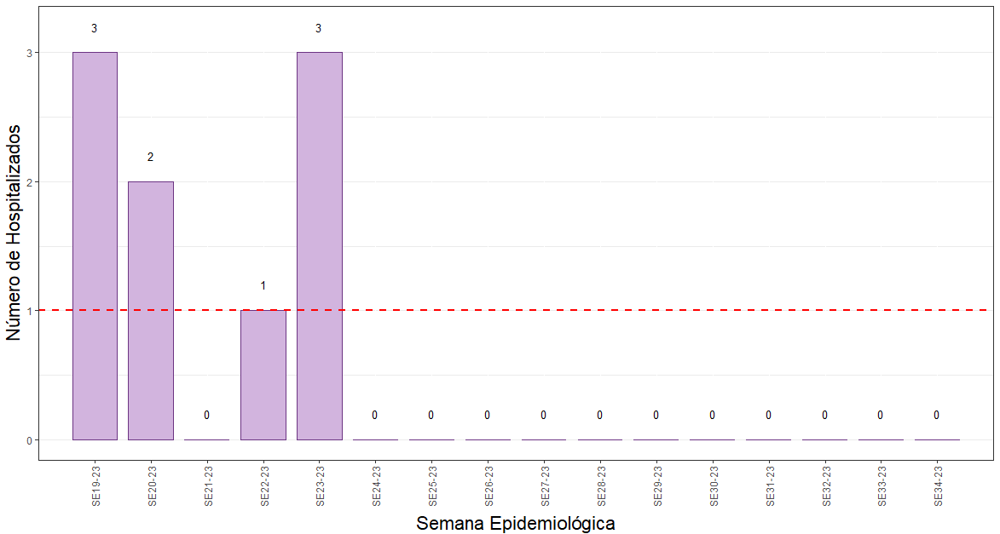 Número de Hospitalizados
3
2
1
0
3
2
0
1
3
0
0
0
0
0
0
0
0
0
0
0
SE19-23
SE20-23
SE21-23
SE22-23
SE23-23
SE24-23
SE25-23
SE26-23
SE27-23
SE28-23
SE29-23
SE30-23
SE31-23
SE32-23
SE33-23
SE34-23
Semana Epidemiológica